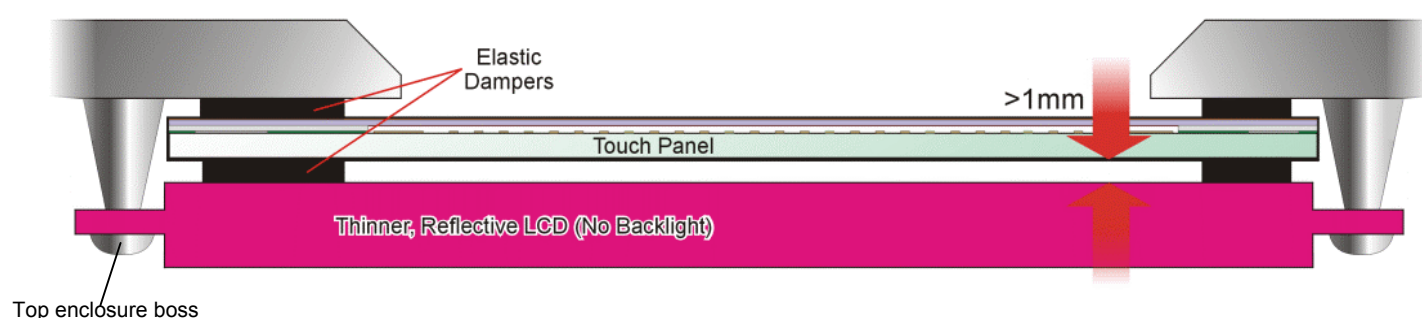 Elastic
Dampers
>1mm
Touch Panel
Thinner, Reflective LCD (No Backlight)
Top enclosure boss